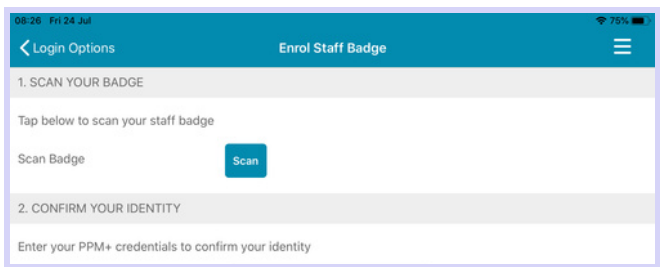 08:26 Fri 24 Jul 75%
Login Options Enrol Staff Badge
1. SCAN YOUR BADGE
Tap below to scan your staff badge
Scan Badge Scan
2. CONFIRM YOUR IDENTITY
Enter your PPM+ credentials to confirm your identity